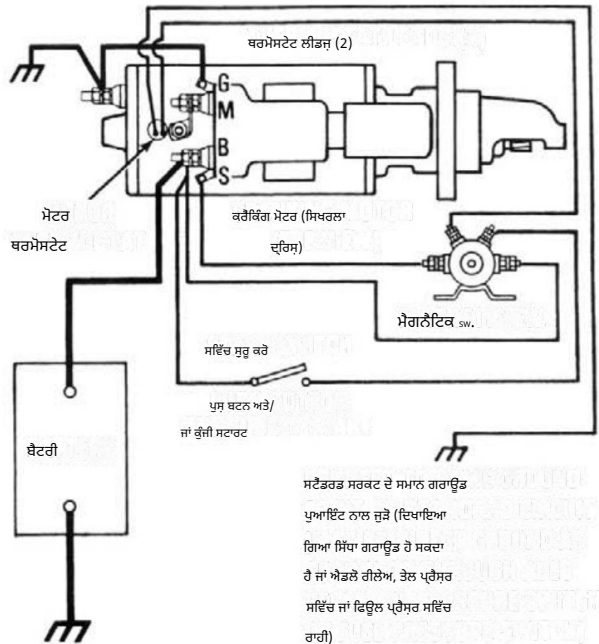 ਥਰਮੋਸਟੇਟ ਲੀਡਜ਼ (2)
G
M
B
S
ਮੋਟਰ
ਥਰਮੋਸਟੇਟ
ਕਰੈਕਿੰਗ ਮੋਟਰ (ਸਿਖਰਲਾ
ਦ੍ਰਿਸ਼)
ਮੈਗਨੈਟਿਕ sw.
ਸਵਿੱਚ ਸ਼ੁਰੂ ਕਰੋ
ਪੁਸ਼ ਬਟਨ ਅਤੇ/
ਜਾਂ ਕੁੰਜੀ ਸਟਾਰਟ
ਬੈਟਰੀ
ਸਟੈਂਡਰਡ ਸਰਕਟ ਦੇ ਸਮਾਨ ਗਰਾਊਂਡ
ਪੁਆਇੰਟ ਨਾਲ ਜੁੜੋ (ਦਿਖਾਇਆ
ਗਿਆ ਸਿੱਧਾ ਗਰਾਊਂਡ ਹੋ ਸਕਦਾ
ਹੈ ਜਾਂ ਐਡਲੋ ਰੀਲੇਅ, ਤੇਲ ਪ੍ਰੈਸ਼ਰ
ਸਵਿੱਚ ਜਾਂ ਫਿਊਲ ਪ੍ਰੈਸ਼ਰ ਸਵਿੱਚ
ਰਾਹੀਂ)